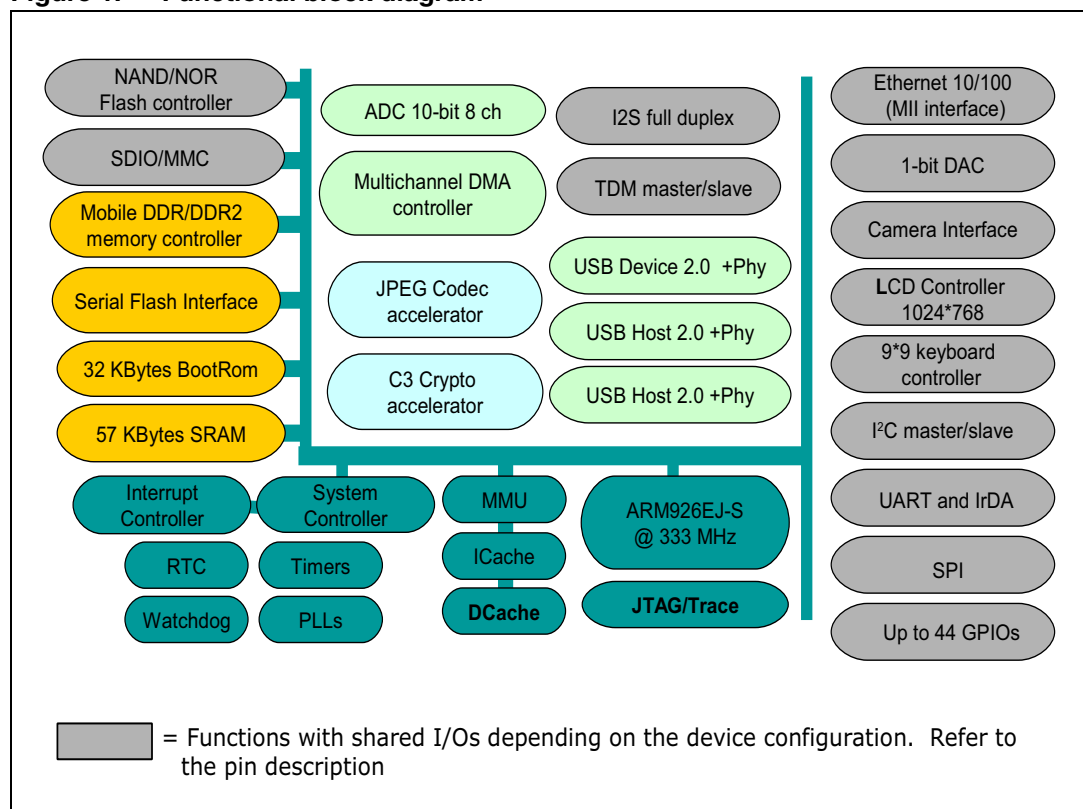 NAND/NOR
Flash controller
SDIO/MMC
Mobile DDR/DDR2
memory controller
Serial Flash Interface
32 KBytes BootRom
57 KBytes SRAM
ADC 10-bit 8 ch
Multichannel DMA
controller
JPEG Codec
accelerator
C3 Crypto
accelerator
I2S full duplex
TDM master/slave
USB Device 2.0 +Phy
USB Host 2.0 +Phy
USB Host 2.0 +Phy
Ethernet 10/100
(MII interface)
1-bit DAC
Camera Interface
LCD Controller
1024*768
9*9 keyboard
controller
I²C master/slave
UART and IrDA
SPI
Up to 44 GPIOs
Interrupt
Controller
System
Controller
RTC
Timers
Watchdog
PLLs
MMU
ICache
DCache
ARM926EJ-S
@ 333 MHz
JTAG/Trace
= Functions with shared I/Os depending on the device configuration. Refer to
the pin description